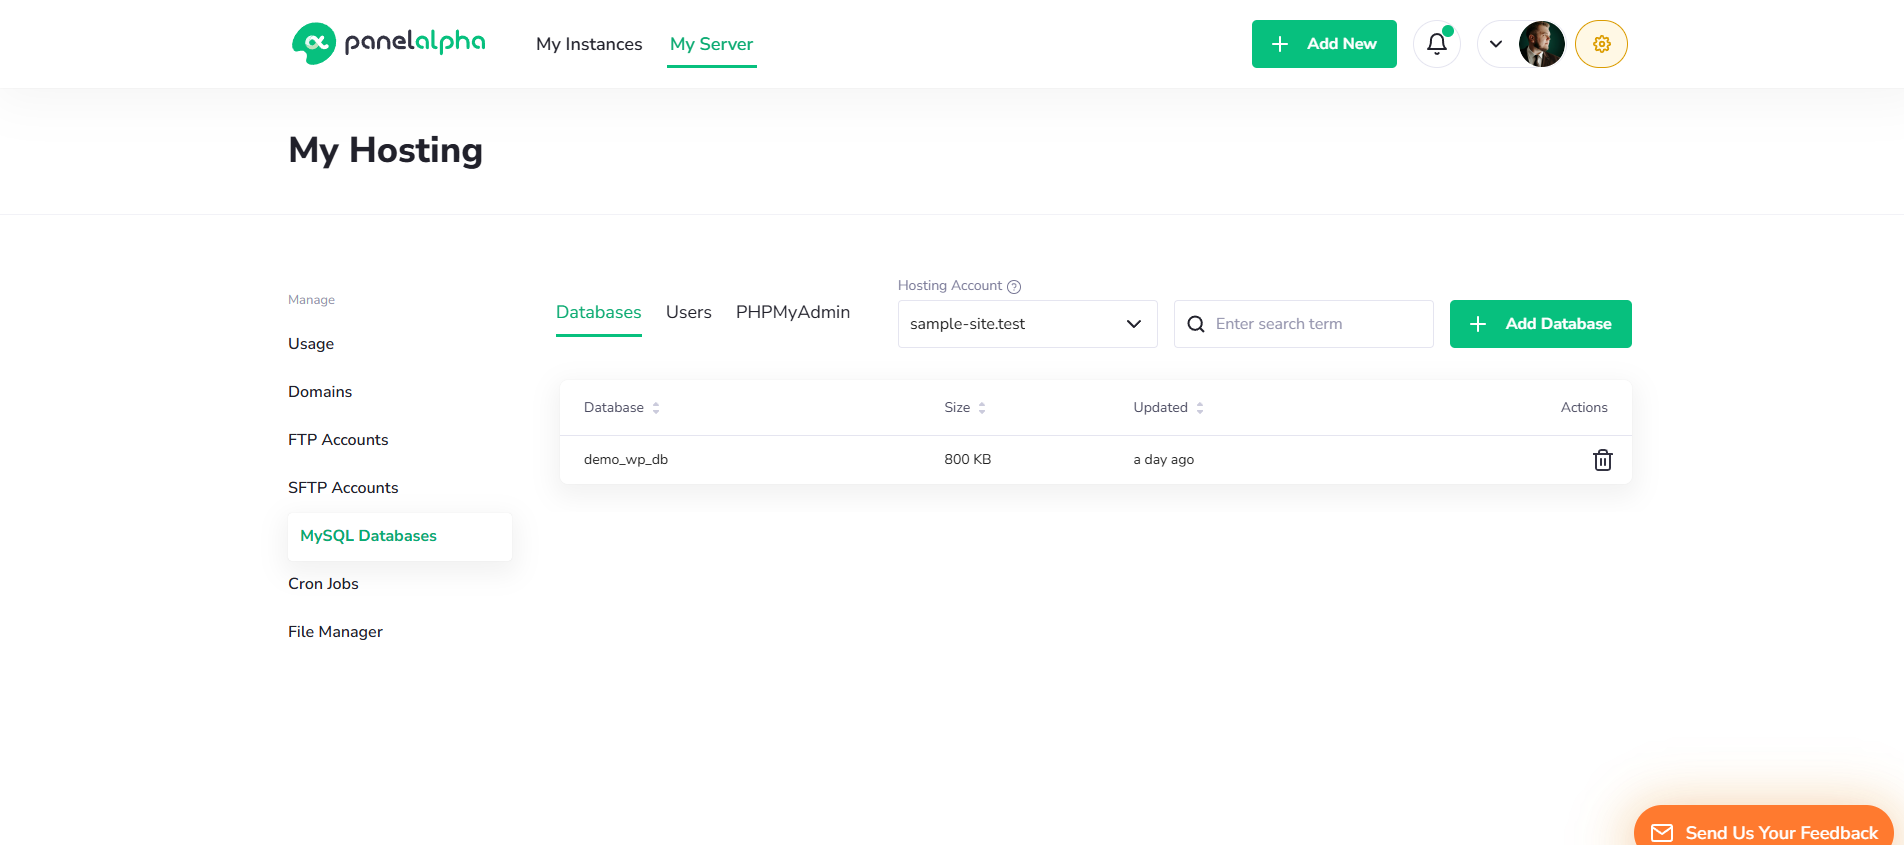 panelalpha
My Instances
My Server
Add New
My Hosting
Manage
Usage
Domains
FTP Accounts
SFTP Accounts
MySQL Databases
Cron Jobs
File Manager
Databases
Users
PHPMyAdmin
Hosting Account
sample-site.test
Enter search term
Add Database
Database Size Updated Actions
demo_wp_db 800 KB a day ago
Send Us Your Feedback